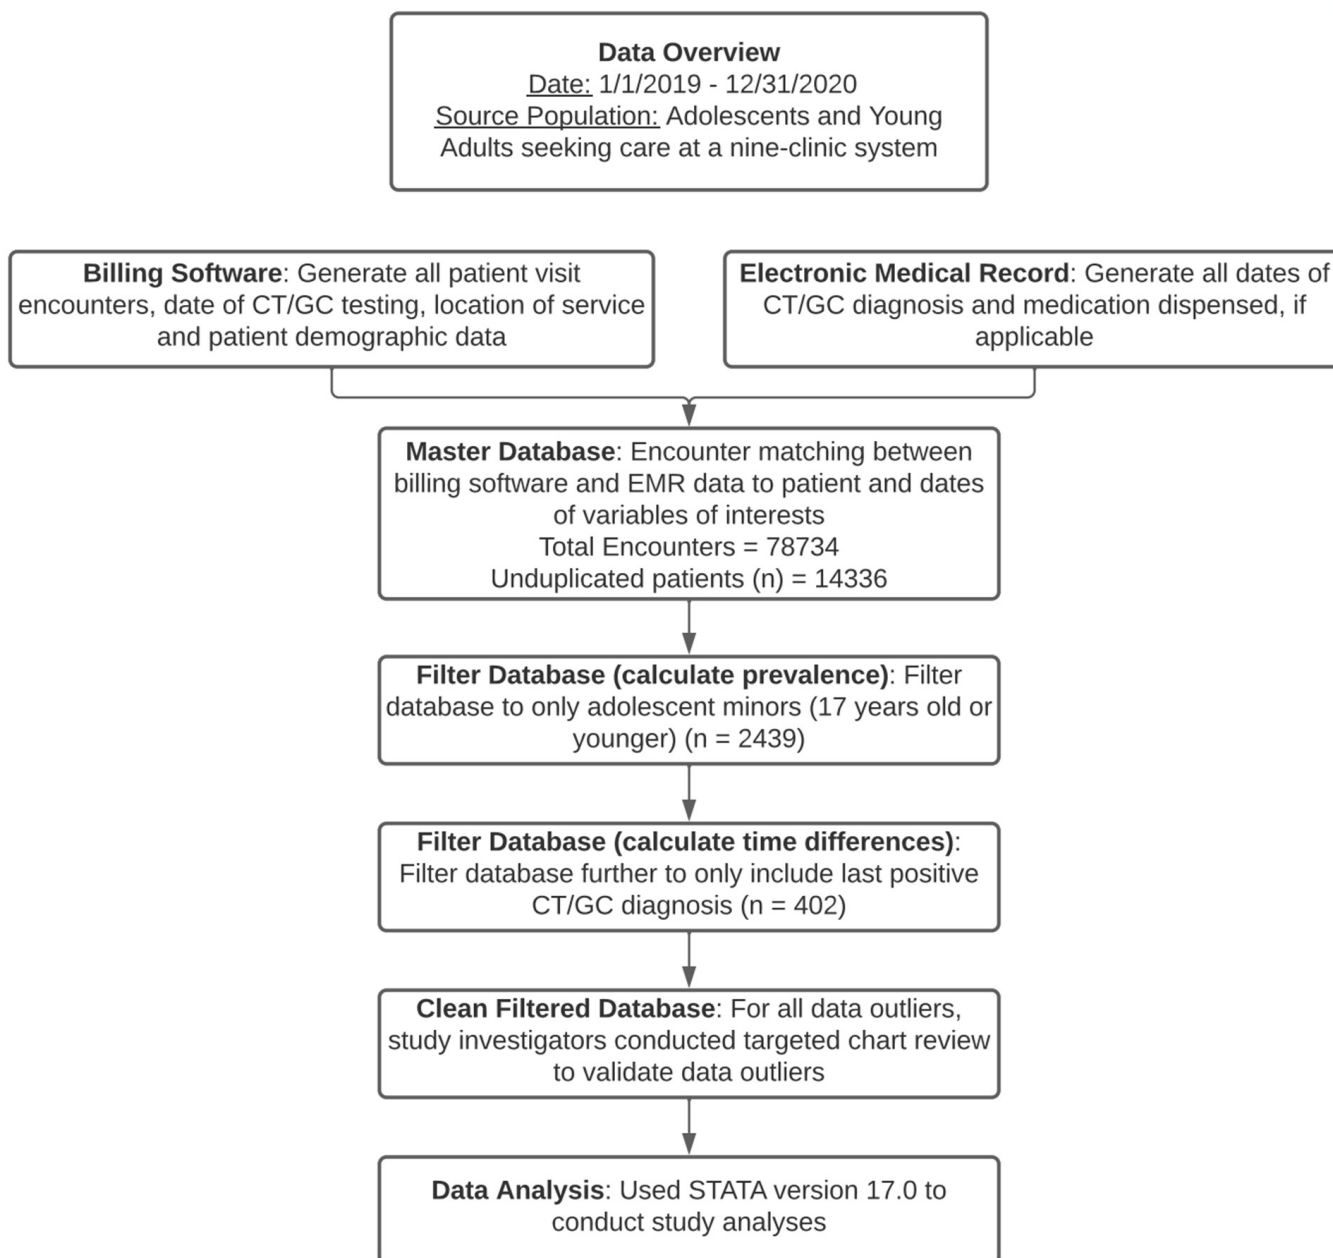 Data Overview
Date: 1/1/2019 - 12/31/2020
Source Population: Adolescents and Young
Adults seeking care at a nine-clinic system
Billing Software: Generate all patient visit
encounters, date of CT/GC testing, location of service
and patient demographic data
Electronic Medical Record: Generate all dates of
CT/GC diagnosis and medication dispensed, if
applicable
Master Database: Encounter matching between
billing software and EMR data to patient and dates
of variables of interests
Total Encounters = 78734
Unduplicated patients (n) = 14336
Filter Database (calculate prevalence): Filter
database to only adolescent minors (17 years old or
younger) (n = 2439)
Filter Database (calculate time differences):
Filter database further to only include last positive
CT/GC diagnosis (n = 402)
Clean Filtered Database: For all data outliers,
study investigators conducted targeted chart review
to validate data outliers
Data Analysis: Used STATA version 17.0 to
conduct study analyses